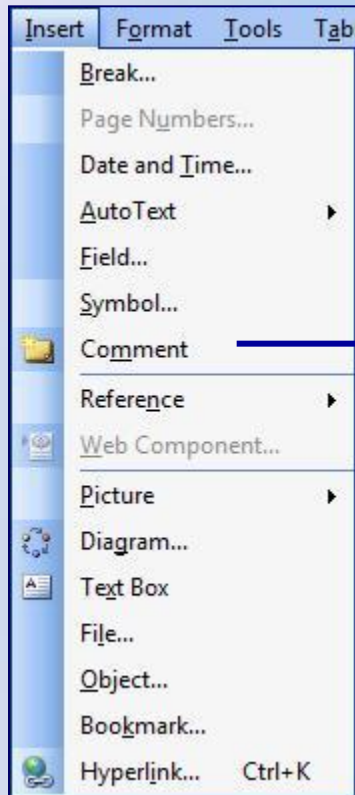 Insert Format Tools Tab
Break...
Page Numbers...
Date and Time...
AutoText
Field...
Symbol...
Comment
Reference
Web Component...
Picture
Diagram...
Text Box
File...
Object...
Bookmark...
Hyperlink... Ctrl+K